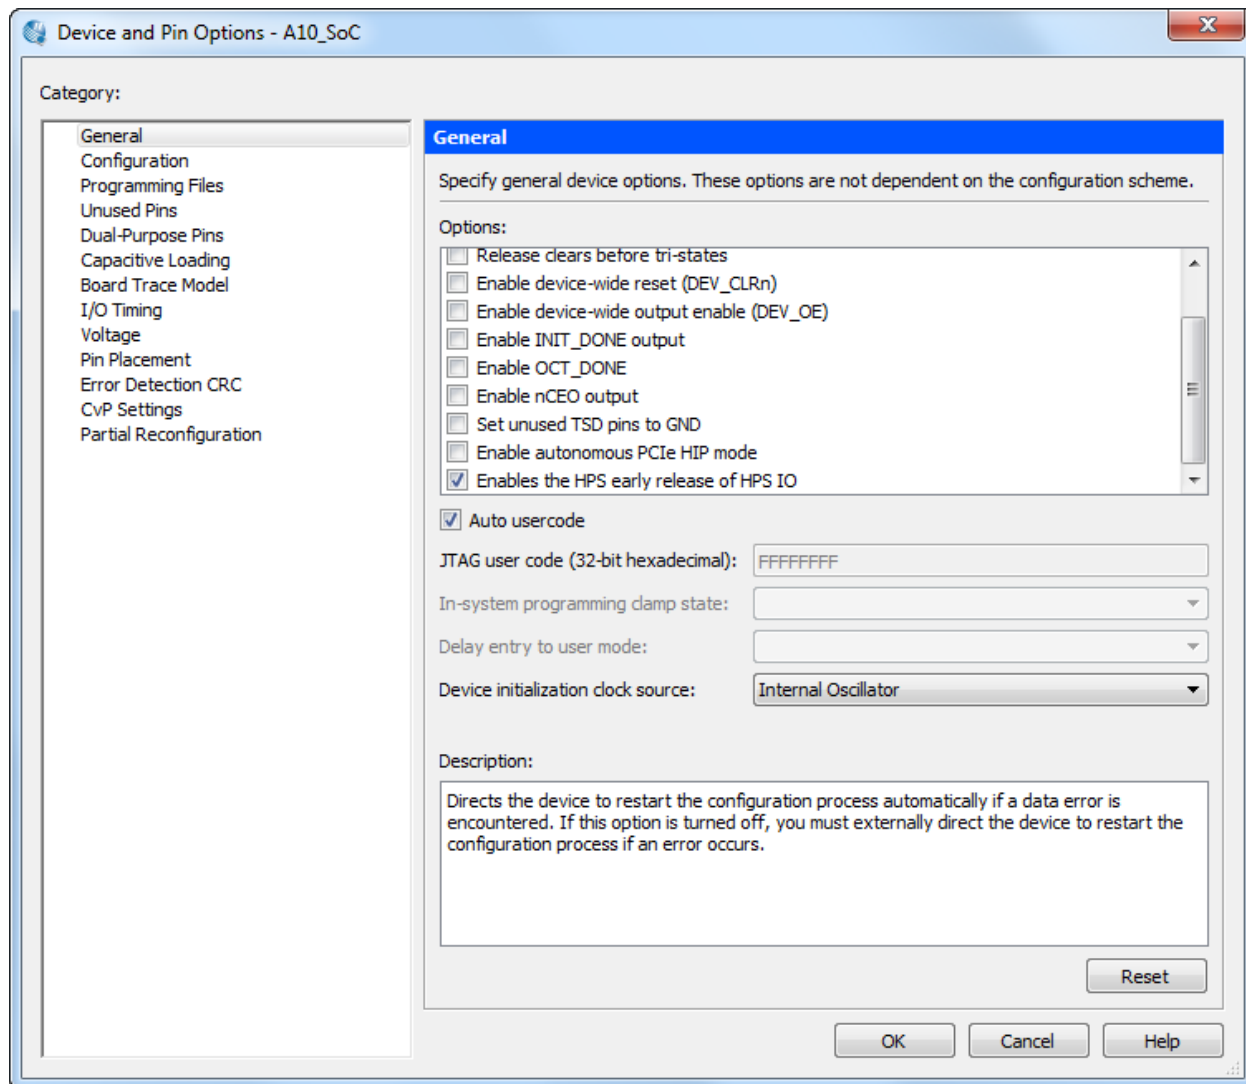 Device and Pin Options - A10_SoC
Category:
General
Configuration
Programming Files
Unused Pins
Dual-Purpose Pins
Capacitive Loading
Board Trace Model
I/O Timing
Voltage
Pin Placement
Error Detection CRC
CvP Settings
Partial Reconfiguration
General
Specify general device options. These options are not dependent on the configuration scheme.
Options:
Release clears before tri-states
Enable device-wide reset (DEV_CLRn)
Enable device-wide output enable (DEV_OE)
Enable INIT_DONE output
Enable OCT_DONE
Enable nCEO output
Set unused TSD pins to GND
Enable autonomous PCIe HIP mode
Enables the HPS early release of HPS IO
Auto usercode
JTAG user code (32-bit hexadecimal): FFFFFFFF
In-system programming clamp state:
Delay entry to user mode:
Device initialization clock source: Internal Oscillator
Description:
Directs the device to restart the configuration process automatically if a data error is
encountered. If this option is turned off, you must externally direct the device to restart the
configuration process if an error occurs.
Reset
OK Cancel Help